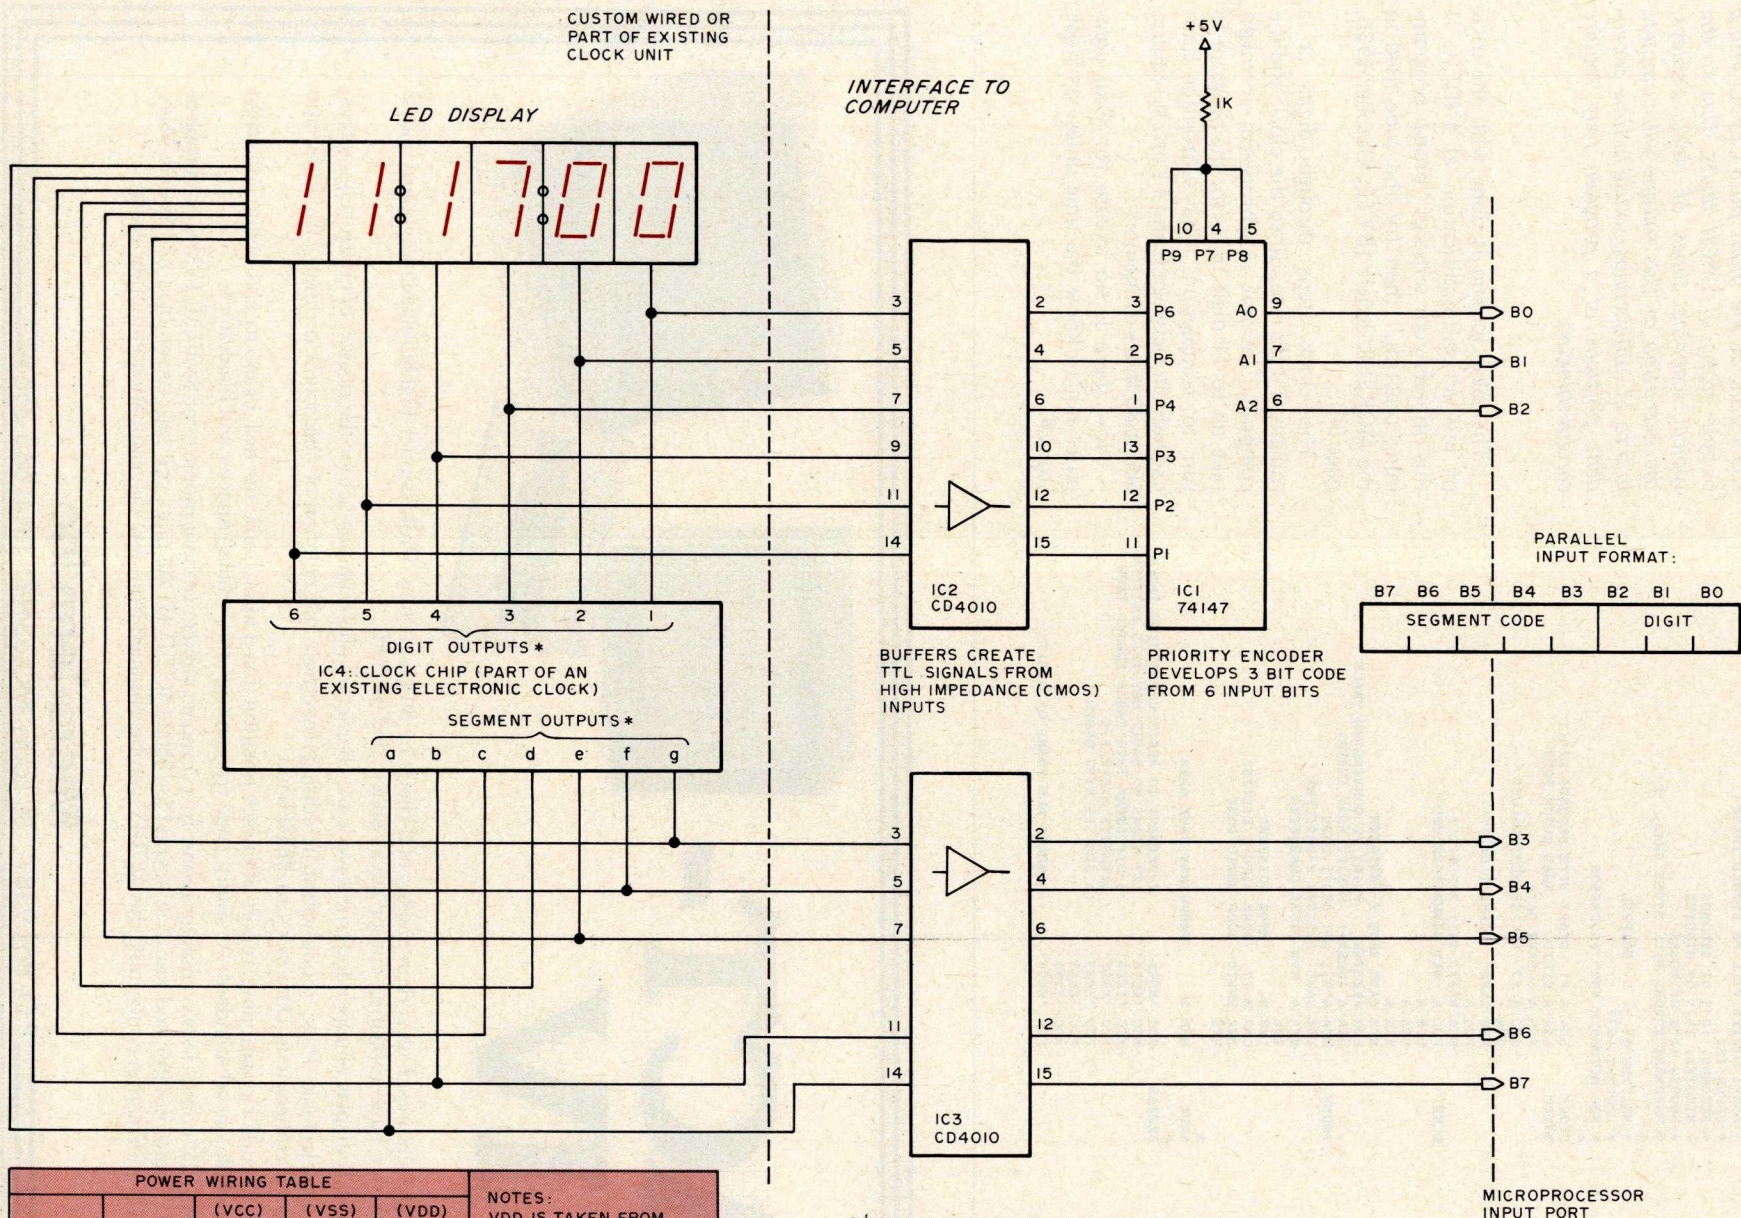 CUSTOM WIRED OR
PART OF EXISTING
CLOCK UNIT
LED DISPLAY
11:17:00
INTERFACE TO
COMPUTER
+5V
1K
10 4 5
P9 P7 P8
3 2 3 P6 A0 9 B0
5 4 2 P5 A1 7 B1
7 6 1 P4 A2 6 B2
9 10 13 P3
11 12 12 P2
14 15 11 P1
IC2
CD4010
IC1
74147
BUFFERS CREATE
TTL SIGNALS FROM
HIGH IMPEDANCE (CMOS)
INPUTS
PRIORITY ENCODER
DEVELOPS 3 BIT CODE
FROM 6 INPUT BITS
PARALLEL
INPUT FORMAT:
B7 B6 B5 B4 B3 B2 B1 B0
SEGMENT CODE DIGIT
6 5 4 3 2 1
DIGIT OUTPUTS*
IC4: CLOCK CHIP (PART OF AN
EXISTING ELECTRONIC CLOCK)
SEGMENT OUTPUTS*
a b c d e f g
3 2 B3
5 4 B4
7 6 B5
11 12 B6
14 15 B7
IC3
CD4010
MICROPROCESSOR
INPUT PORT
POWER WIRING TABLE
(VCC) (VSS) (VDD)
NOTES:
VDD IS TAKEN FROM